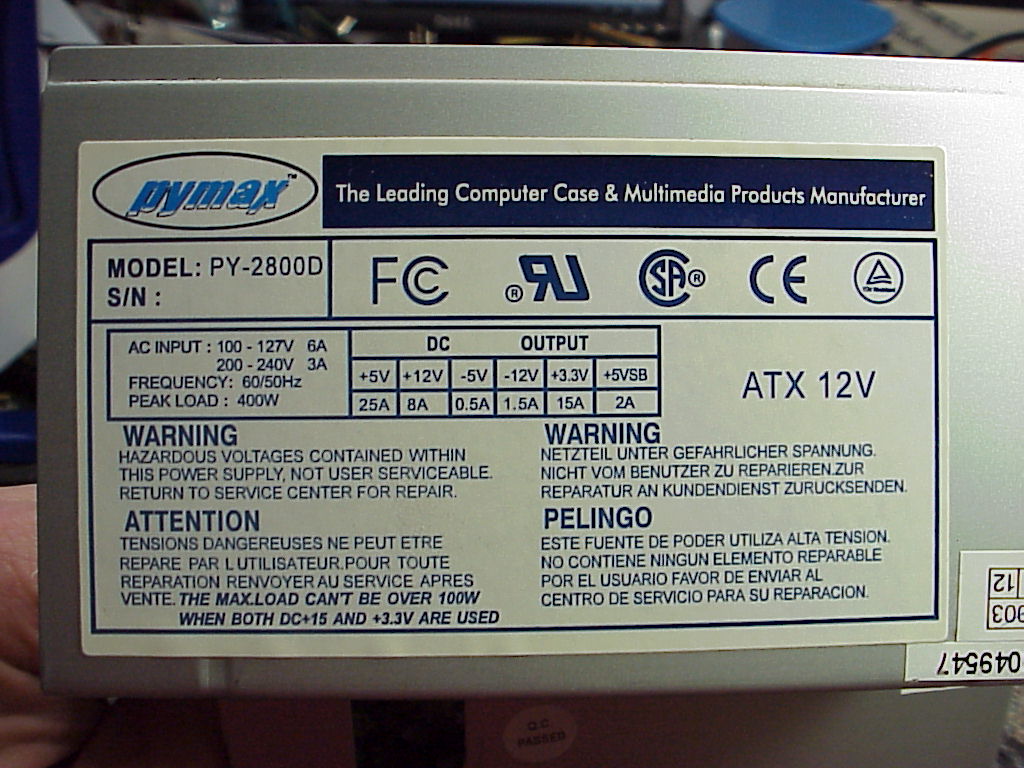 pymax™
The Leading Computer Case & Multimedia Products Manufacturer
MODEL: PY-2800D
S/N :
FCC
® RU
SA ®
CE
AC INPUT : 100 - 127V 6A
200 - 240V 3A
FREQUENCY: 60/50Hz
PEAK LOAD : 400W
DC OUTPUT
+5V +12V -5V -12V +3.3V +5VSB
25A 8A 0.5A 1.5A 15A 2A
ATX 12V
WARNING
HAZARDOUS VOLTAGES CONTAINED WITHIN
THIS POWER SUPPLY, NOT USER SERVICEABLE.
RETURN TO SERVICE CENTER FOR REPAIR.
ATTENTION
TENSIONS DANGEREUSES NE PEUT ETRE
REPARE PAR L UTILISATEUR.POUR TOUTE
REPARATION RENVOYER AU SERVICE APRES
VENTE. THE MAX.LOAD CAN'T BE OVER 100W
WHEN BOTH DC+15 AND +3.3V ARE USED
WARNING
NETZTEIL UNTER GEFAHRLICHER SPANNUNG.
NICHT VOM BENUTZER ZU REPARIEREN.ZUR
REPARATUR AN KUNDENDIENST ZURUCKSENDEN.
PELINGO
ESTE FUENTE DE PODER UTILIZA ALTA TENSION.
NO CONTIENE NINGUN ELEMENTO REPARABLE
POR EL USUARIO FAVOR DE ENVIAR AL
CENTRO DE SERVICIO PARA SU REPARACION.
12
903
049547
Q.C.
PASSED